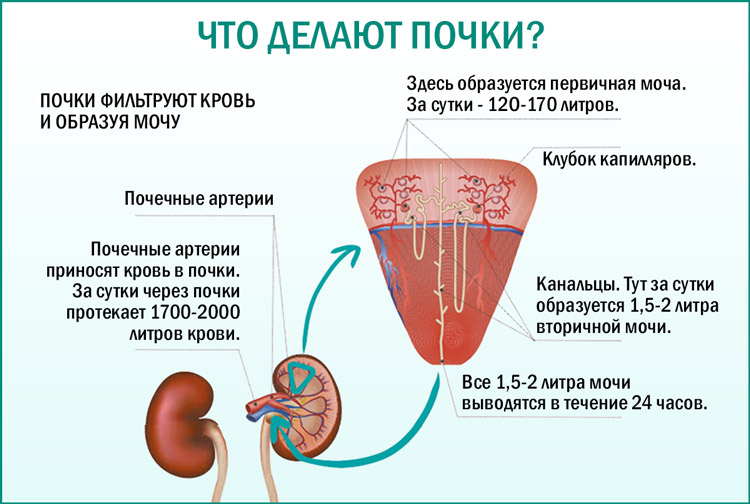 ЧТО ДЕЛАЮТ ПОЧКИ?
ПОЧКИ ФИЛЬТРУЮТ КРОВЬ
И ОБРАЗУЯ МОЧУ
Здесь образуется первичная моча.
За сутки - 120-170 литров.
Клубок капилляров.
Почечные артерии
Почечные артерии
приносят кровь в почки.
За сутки через почки
протекает 1700-2000
литров крови.
Канальцы. Тут за сутки
образуется 1,5-2 литра
вторичной мочи.
Все 1,5-2 литра мочи
выводятся в течение 24 часов.